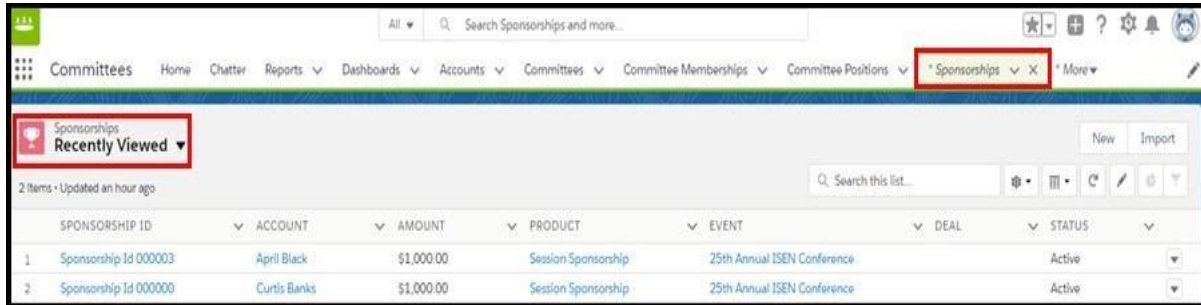 All Search Sponsorships and more...
Committees Home Chatter Reports Dashboards Accounts Committees Committee Memberships Committee Positions * Sponsorships X * More
Sponsorships
Recently Viewed
New Import
2 Items • Updated an hour ago
Search this list...
SPONSORSHIP ID ACCOUNT AMOUNT PRODUCT EVENT DEAL STATUS
1 Sponsorship Id 000003 April Black $1,000.00 Session Sponsorship 25th Annual ISEN Conference Active
2 Sponsorship Id 000000 Curtis Banks $1,000.00 Session Sponsorship 25th Annual ISEN Conference Active